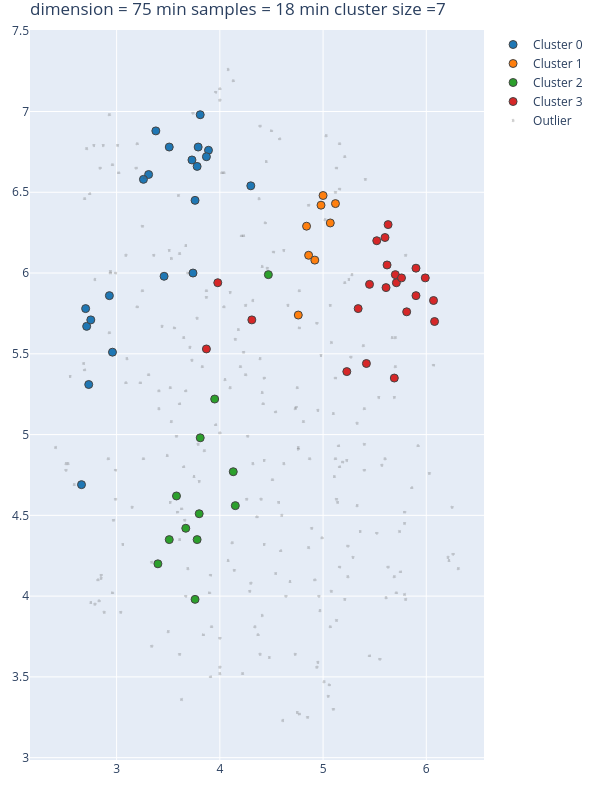 dimension = 75 min samples = 18 min cluster size =7
7.5
7
6.5
6
5.5
5
4.5
4
3.5
3
3
4
5
6
Cluster 0
Cluster 1
Cluster 2
Cluster 3
Outlier